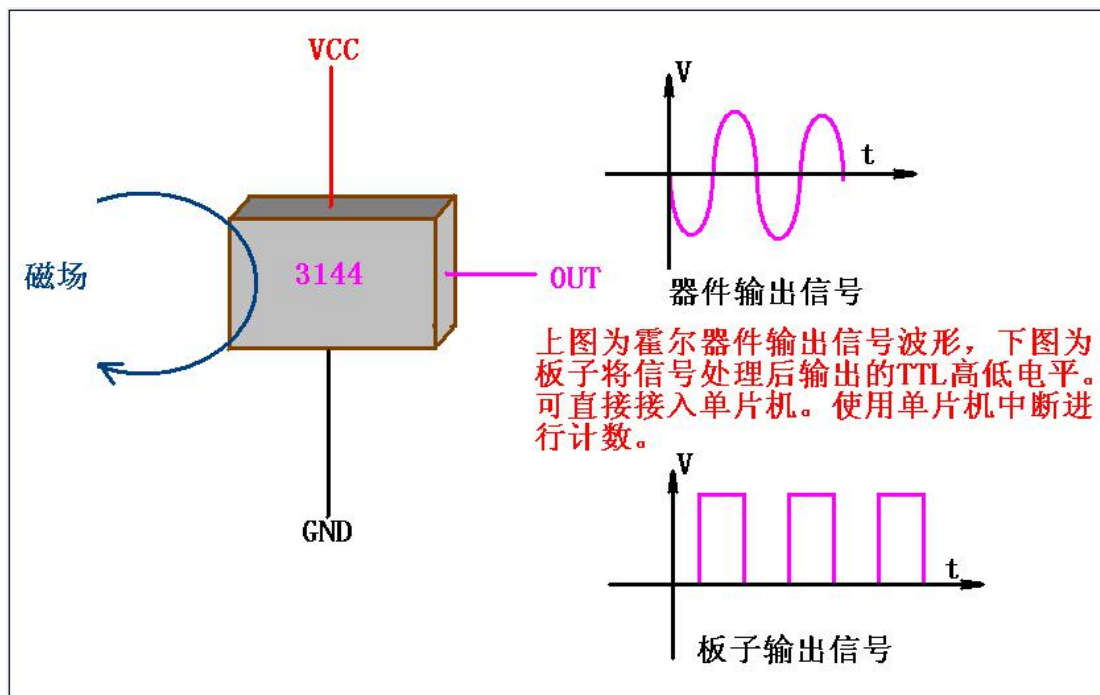 VCC
磁场
3144
OUT
GND
V
t
器件输出信号
上图为霍尔器件输出信号波形，下图为
板子将信号处理后输出的TTL高低电平。
可直接接入单片机。使用单片机中断进
行计数。
V
t
板子输出信号